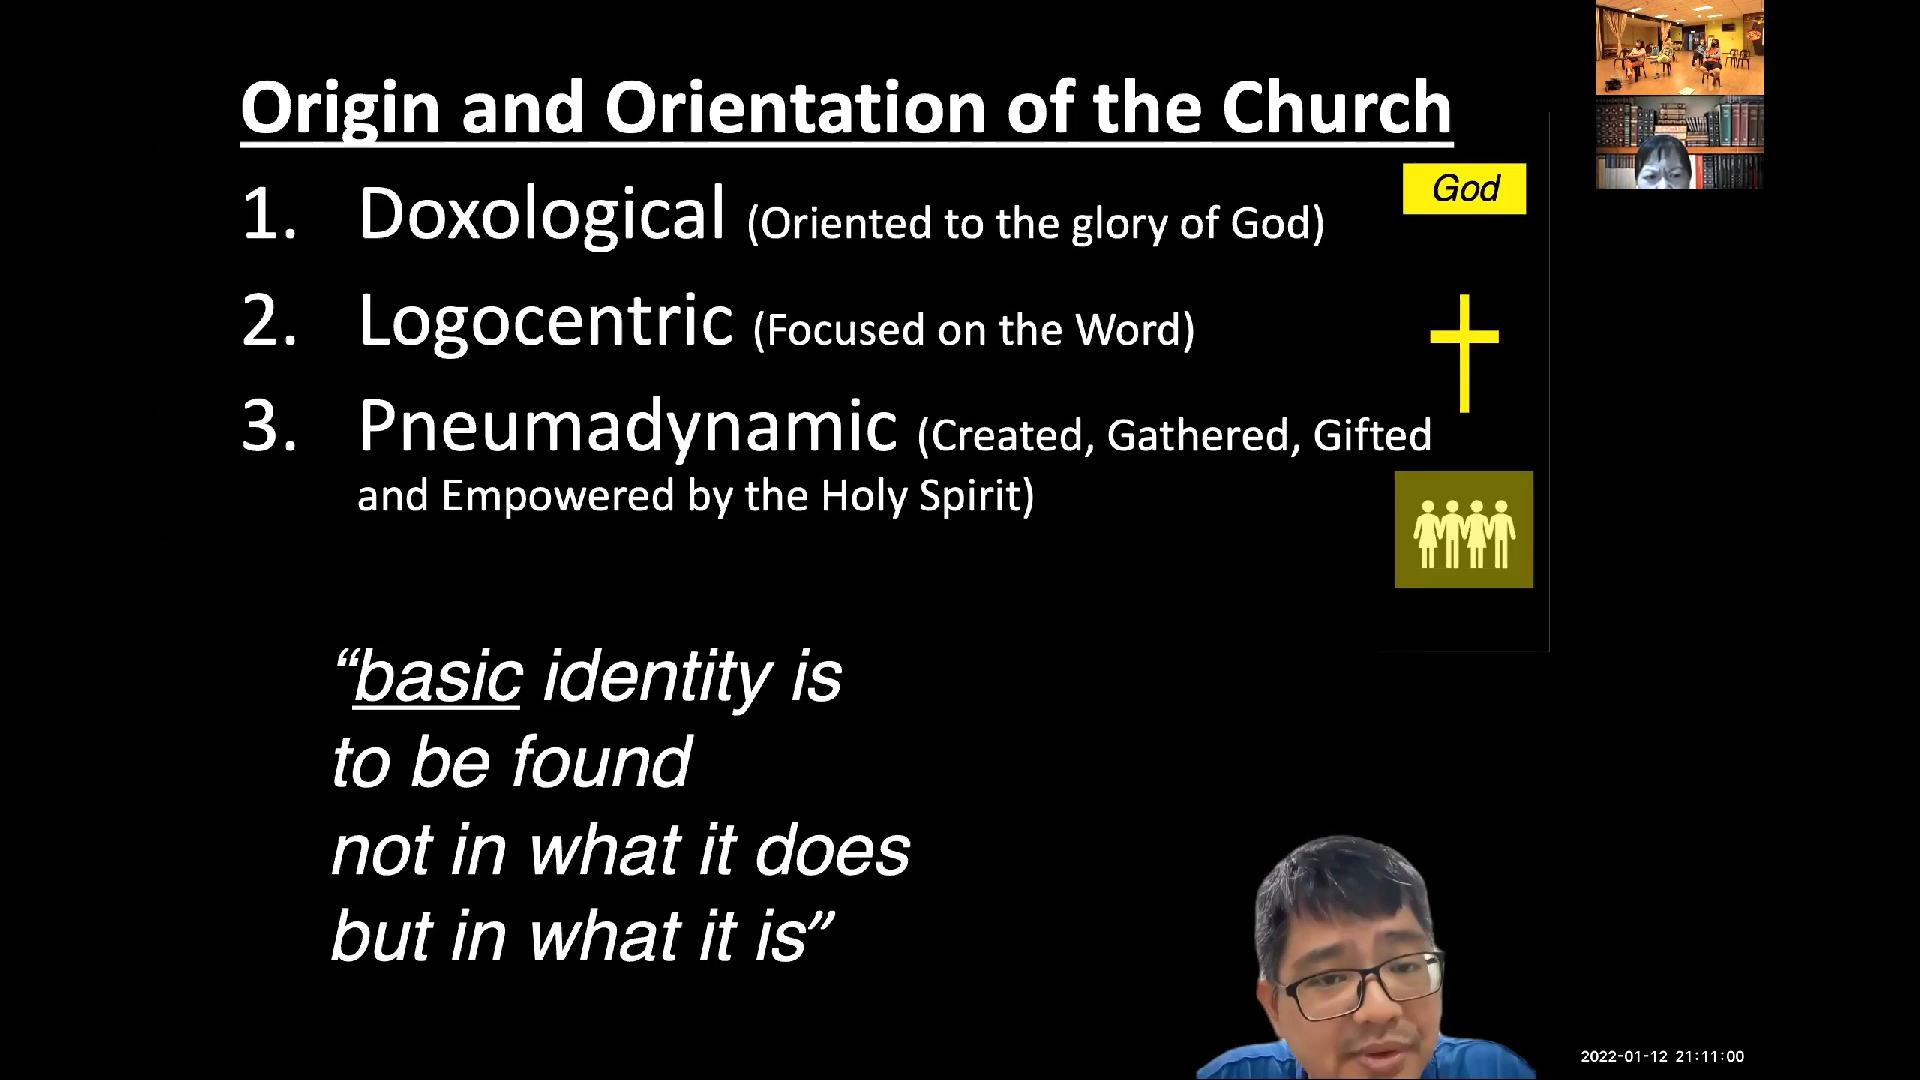 Origin and Orientation of the Church
1. Doxological (Oriented to the glory of God)
God
2. Logocentric (Focused on the Word)
3. Pneumadynamic (Created, Gathered, Gifted
and Empowered by the Holy Spirit)
“basic identity is
to be found
not in what it does
but in what it is”
2022-01-12 21:11:00